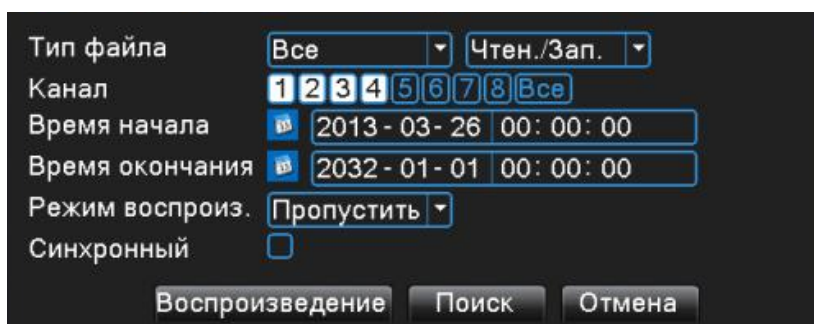 Тип файла Все Чтен./Зап.
Канал 1 2 3 4 5 6 7 8 Все
Время начала 2013-03-26 00:00:00
Время окончания 2032-01-01 00:00:00
Режим воспроиз. Пропустить
Синхронный
Воспроизведение Поиск Отмена